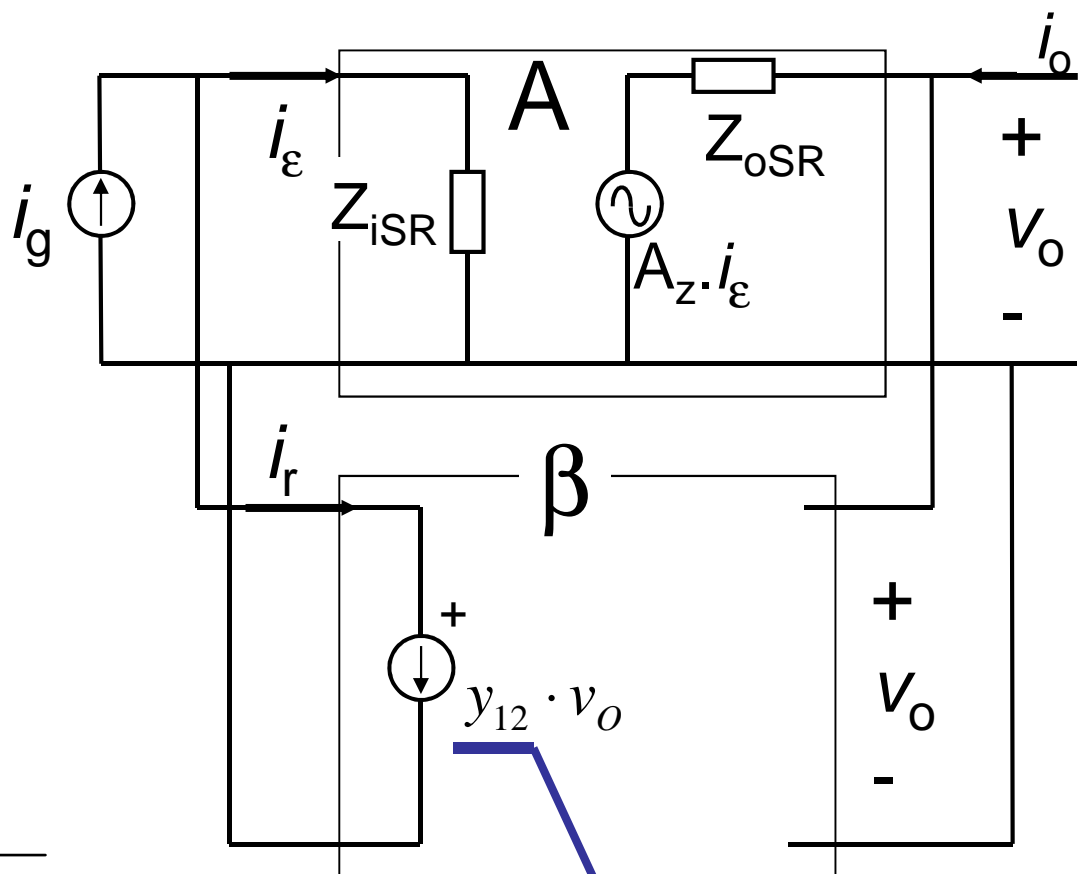 A
i_o
i_ε
Z_oSR
+
Z_iSR
i_g
v_o
A_z.i_ε
-
i_r
β
+
+
y_12 · v_O
v_o
-